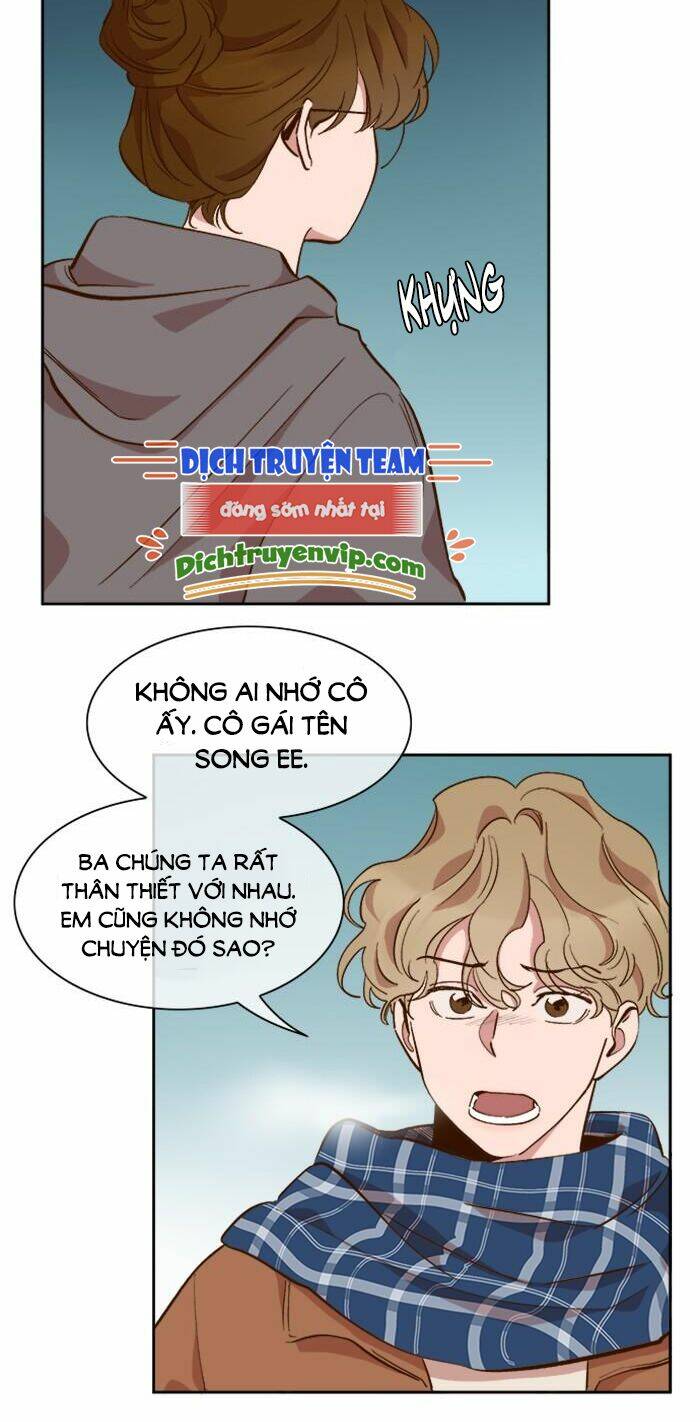 KHỰNG
DỊCH TRUYỆN TEAM
đăng sớm nhất tại
Dichtruyenvip.com
KHÔNG AI NHỚ CÔ
ẤY. CÔ GÁI TÊN
SONG EE.
BA CHÚNG TA RẤT
THÂN THIẾT VỚI NHAU.
EM CŨNG KHÔNG NHỚ
CHUYỆN ĐÓ SAO?